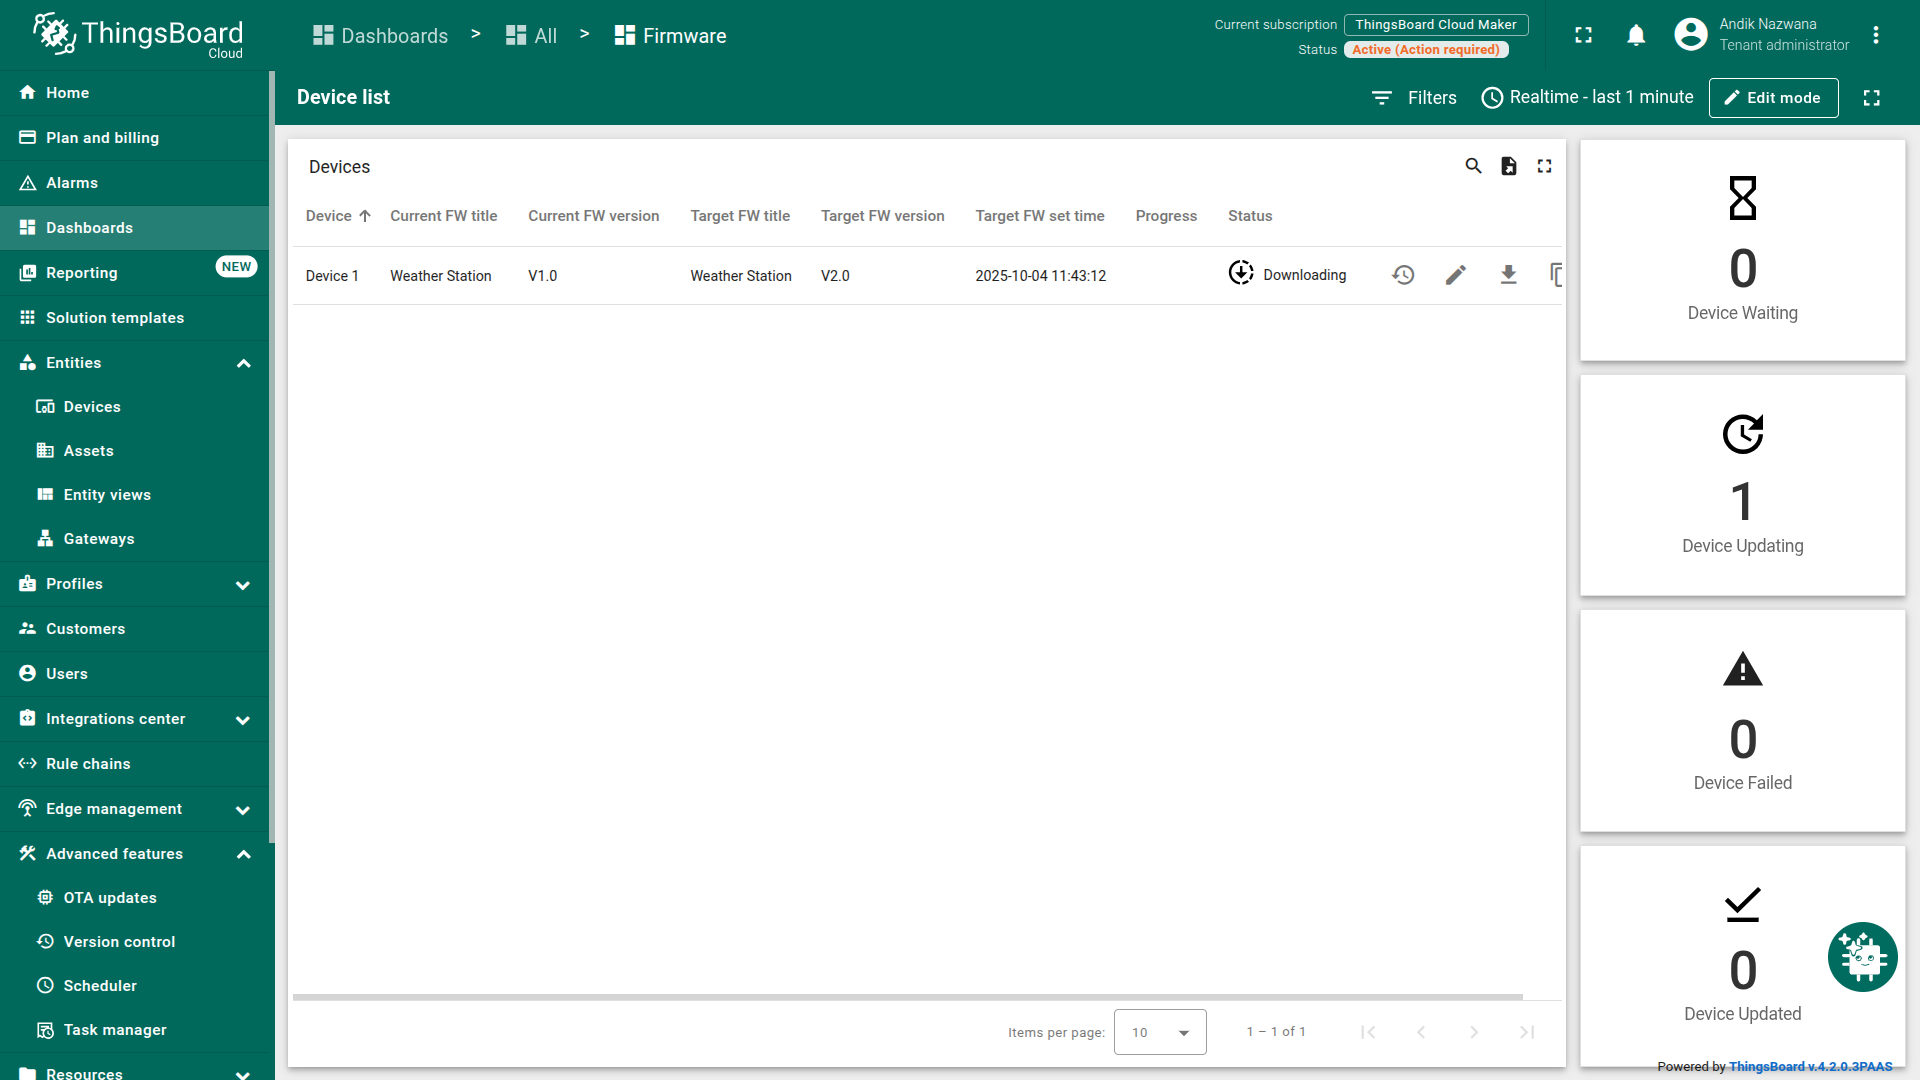 ThingsBoard
Cloud
Dashboards > All > Firmware
Current subscription ThingsBoard Cloud Maker
Status Active (Action required)
Andik Nazwana
Tenant administrator
Home
Plan and billing
Alarms
Dashboards
Reporting NEW
Solution templates
Entities
Devices
Assets
Entity views
Gateways
Profiles
Customers
Users
Integrations center
Rule chains
Edge management
Advanced features
OTA updates
Version control
Scheduler
Task manager
Resources
Device list
Filters
Realtime - last 1 minute
Edit mode
Devices
Device Current FW title Current FW version Target FW title Target FW version Target FW set time Progress Status
Device 1 Weather Station V1.0 Weather Station V2.0 2025-10-04 11:43:12 Downloading
Items per page: 10 1 – 1 of 1
0
Device Waiting
1
Device Updating
0
Device Failed
0
Device Updated
Powered by ThingsBoard v.4.2.0.3PAAS